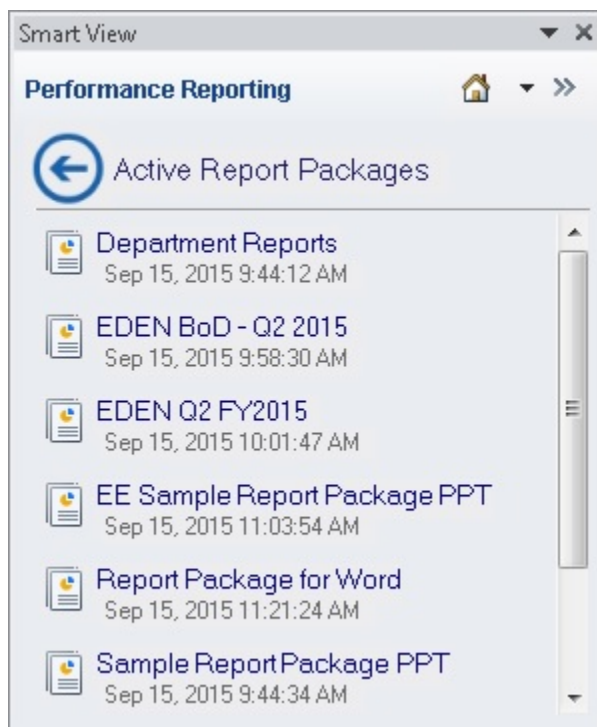 Smart View
Performance Reporting
Active Report Packages
Department Reports
Sep 15, 2015 9:44:12 AM
EDEN BoD - Q2 2015
Sep 15, 2015 9:58:30 AM
EDEN Q2 FY2015
Sep 15, 2015 10:01:47 AM
EE Sample Report Package PPT
Sep 15, 2015 11:03:54 AM
Report Package for Word
Sep 15, 2015 11:21:24 AM
Sample Report Package PPT
Sep 15, 2015 9:44:34 AM